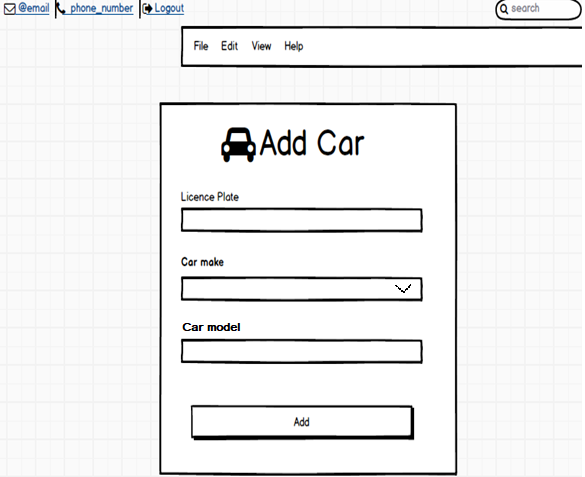 @email phone_number Logout search
File Edit View Help
Add Car
Licence Plate
Car make
Car model
Add